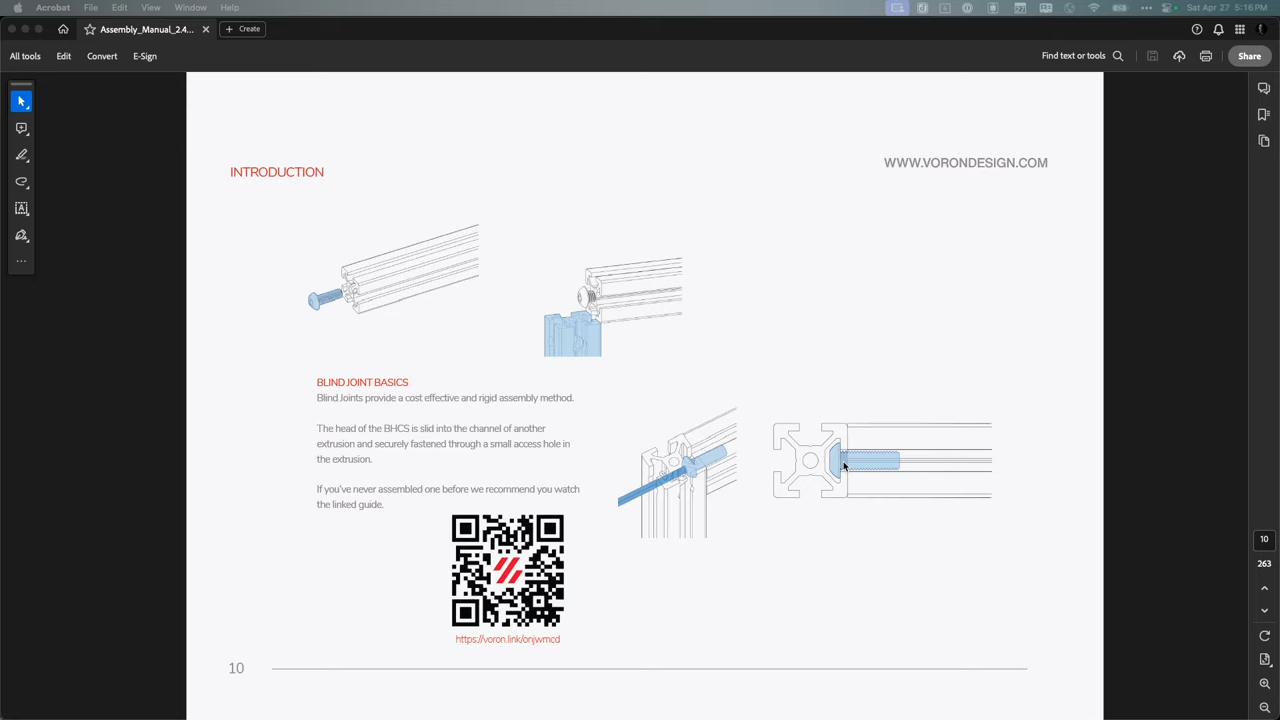 Acrobat File Edit View Window Help Sat Apr 27 5:16 PM
Assembly_Manual_2.4... Create
All tools Edit Convert E-Sign Find text or tools Share
INTRODUCTION
WWW.VORONDESIGN.COM
BLIND JOINT BASICS
Blind Joints provide a cost effective and rigid assembly method.
The head of the BHCS is slid into the channel of another
extrusion and securely fastened through a small access hole in
the extrusion.
If you've never assembled one before we recommend you watch
the linked guide.
https://voron.link/onjwmcd
10
10
263